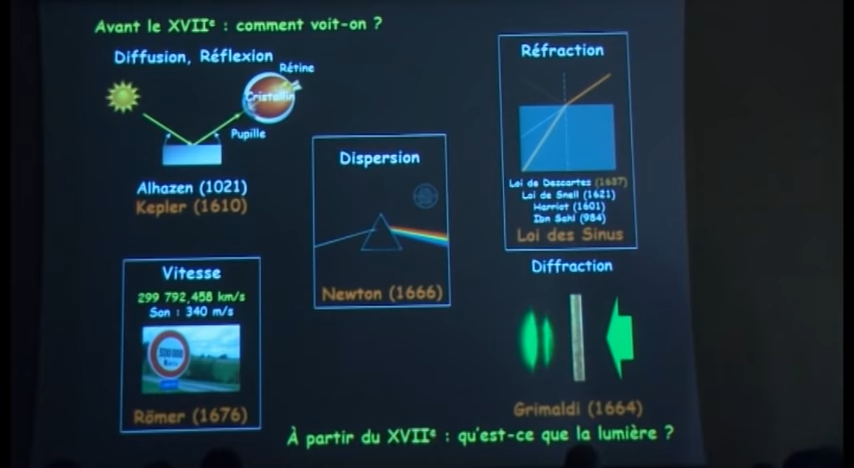 Avant le XVIIᵉ : comment voit-on ?
Diffusion, Réflexion
Rétine
Cristallin
Pupille
Alhazen (1021)
Kepler (1610)
Dispersion
Newton (1666)
Réfraction
Loi de Descartes (1637)
Loi de Snell (1621)
Harriot (1601)
Ibn Sahl (984)
Loi des Sinus
Vitesse
299 792,458 km/s
Son : 340 m/s
300 000
Römer (1676)
Diffraction
Grimaldi (1664)
À partir du XVIIᵉ : qu'est-ce que la lumière ?